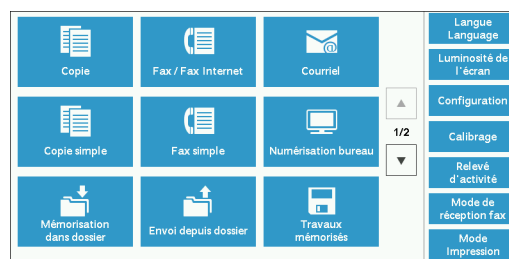 Copie
Fax / Fax Internet
Courriel
Copie simple
Fax simple
Numérisation bureau
Mémorisation
dans dossier
Envoi depuis dossier
Travaux
mémorisés
1/2
Langue
Language
Luminosité de
l'écran
Configuration
Calibrage
Relevé
d'activité
Mode de
réception fax
Mode
Impression